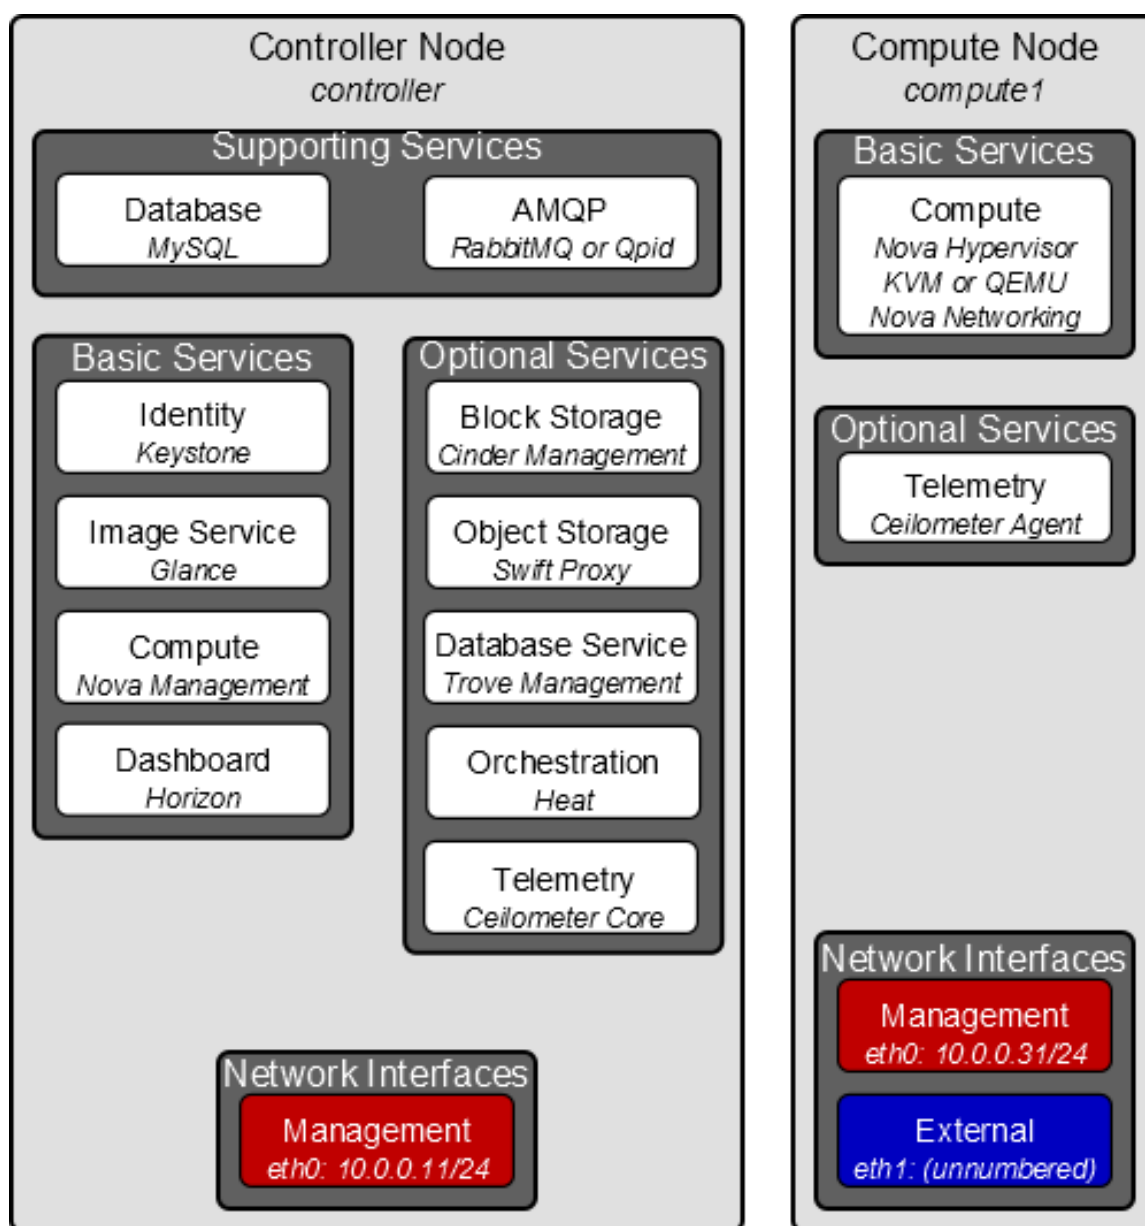 Controller Node
controller
Supporting Services
Database
MySQL
AMQP
RabbitMQ or Qpid
Basic Services
Identity
Keystone
Image Service
Glance
Compute
Nova Management
Dashboard
Horizon
Optional Services
Block Storage
Cinder Management
Object Storage
Swift Proxy
Database Service
Trove Management
Orchestration
Heat
Telemetry
Ceilometer Core
Network Interfaces
Management
eth0: 10.0.0.11/24
Compute Node
compute1
Basic Services
Compute
Nova Hypervisor
KVM or QEMU
Nova Networking
Optional Services
Telemetry
Ceilometer Agent
Network Interfaces
Management
eth0: 10.0.0.31/24
External
eth1: (unnumbered)